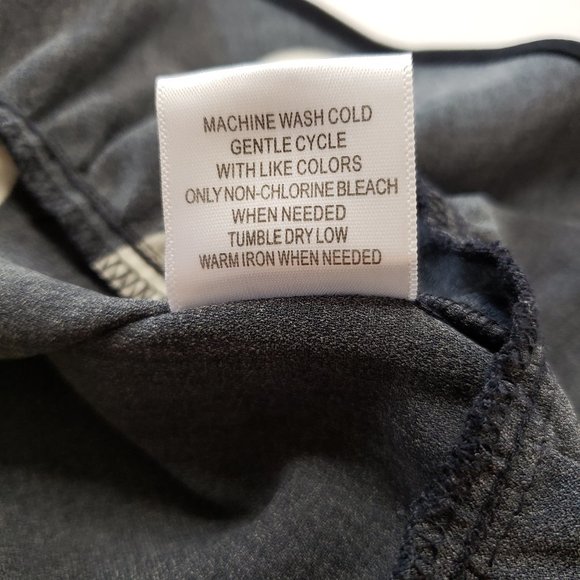 MACHINE WASH COLD
GENTLE CYCLE
WITH LIKE COLORS
ONLY NON-CHLORINE BLEACH
WHEN NEEDED
TUMBLE DRY LOW
WARM IRON WHEN NEEDED